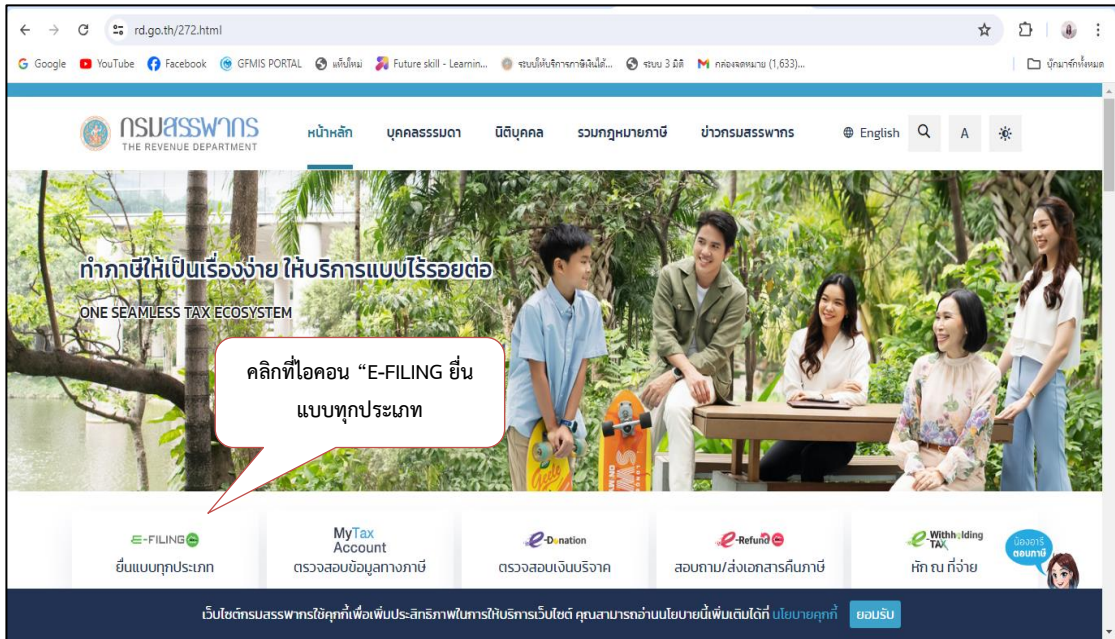 rd.go.th/272.html
Google YouTube Facebook GFMIS PORTAL แท็บใหม่ Future skill - Learnin... ระบบให้บริการภาษีเงินได้... ระบบ 3 มิติ กล่องจดหมาย (1,633)... บุ๊กมาร์กทั้งหมด
กรมสรรพากร
THE REVENUE DEPARTMENT
หน้าหลัก บุคคลธรรมดา นิติบุคคล รวมกฎหมายภาษี ข่าวกรมสรรพากร English A
ทำภาษีให้เป็นเรื่องง่าย ให้บริการแบบไร้รอยต่อ
ONE SEAMLESS TAX ECOSYSTEM
คลิกที่ไอคอน “E-FILING ยื่น
แบบทุกประเภท
E-FILING
ยื่นแบบทุกประเภท
MyTax
Account
ตรวจสอบข้อมูลทางภาษี
e-Donation
ตรวจสอบเงินบริจาค
e-Refund
สอบถาม/ส่งเอกสารคืนภาษี
e-Withholding
TAX
หัก ณ ที่จ่าย
น้องอารี
ตอบภาษี
เว็บไซต์กรมสรรพากรใช้คุกกี้เพื่อเพิ่มประสิทธิภาพในการให้บริการเว็บไซต์ คุณสามารถอ่านนโยบายนี้เพิ่มเติมได้ที่ นโยบายคุกกี้ ยอมรับ